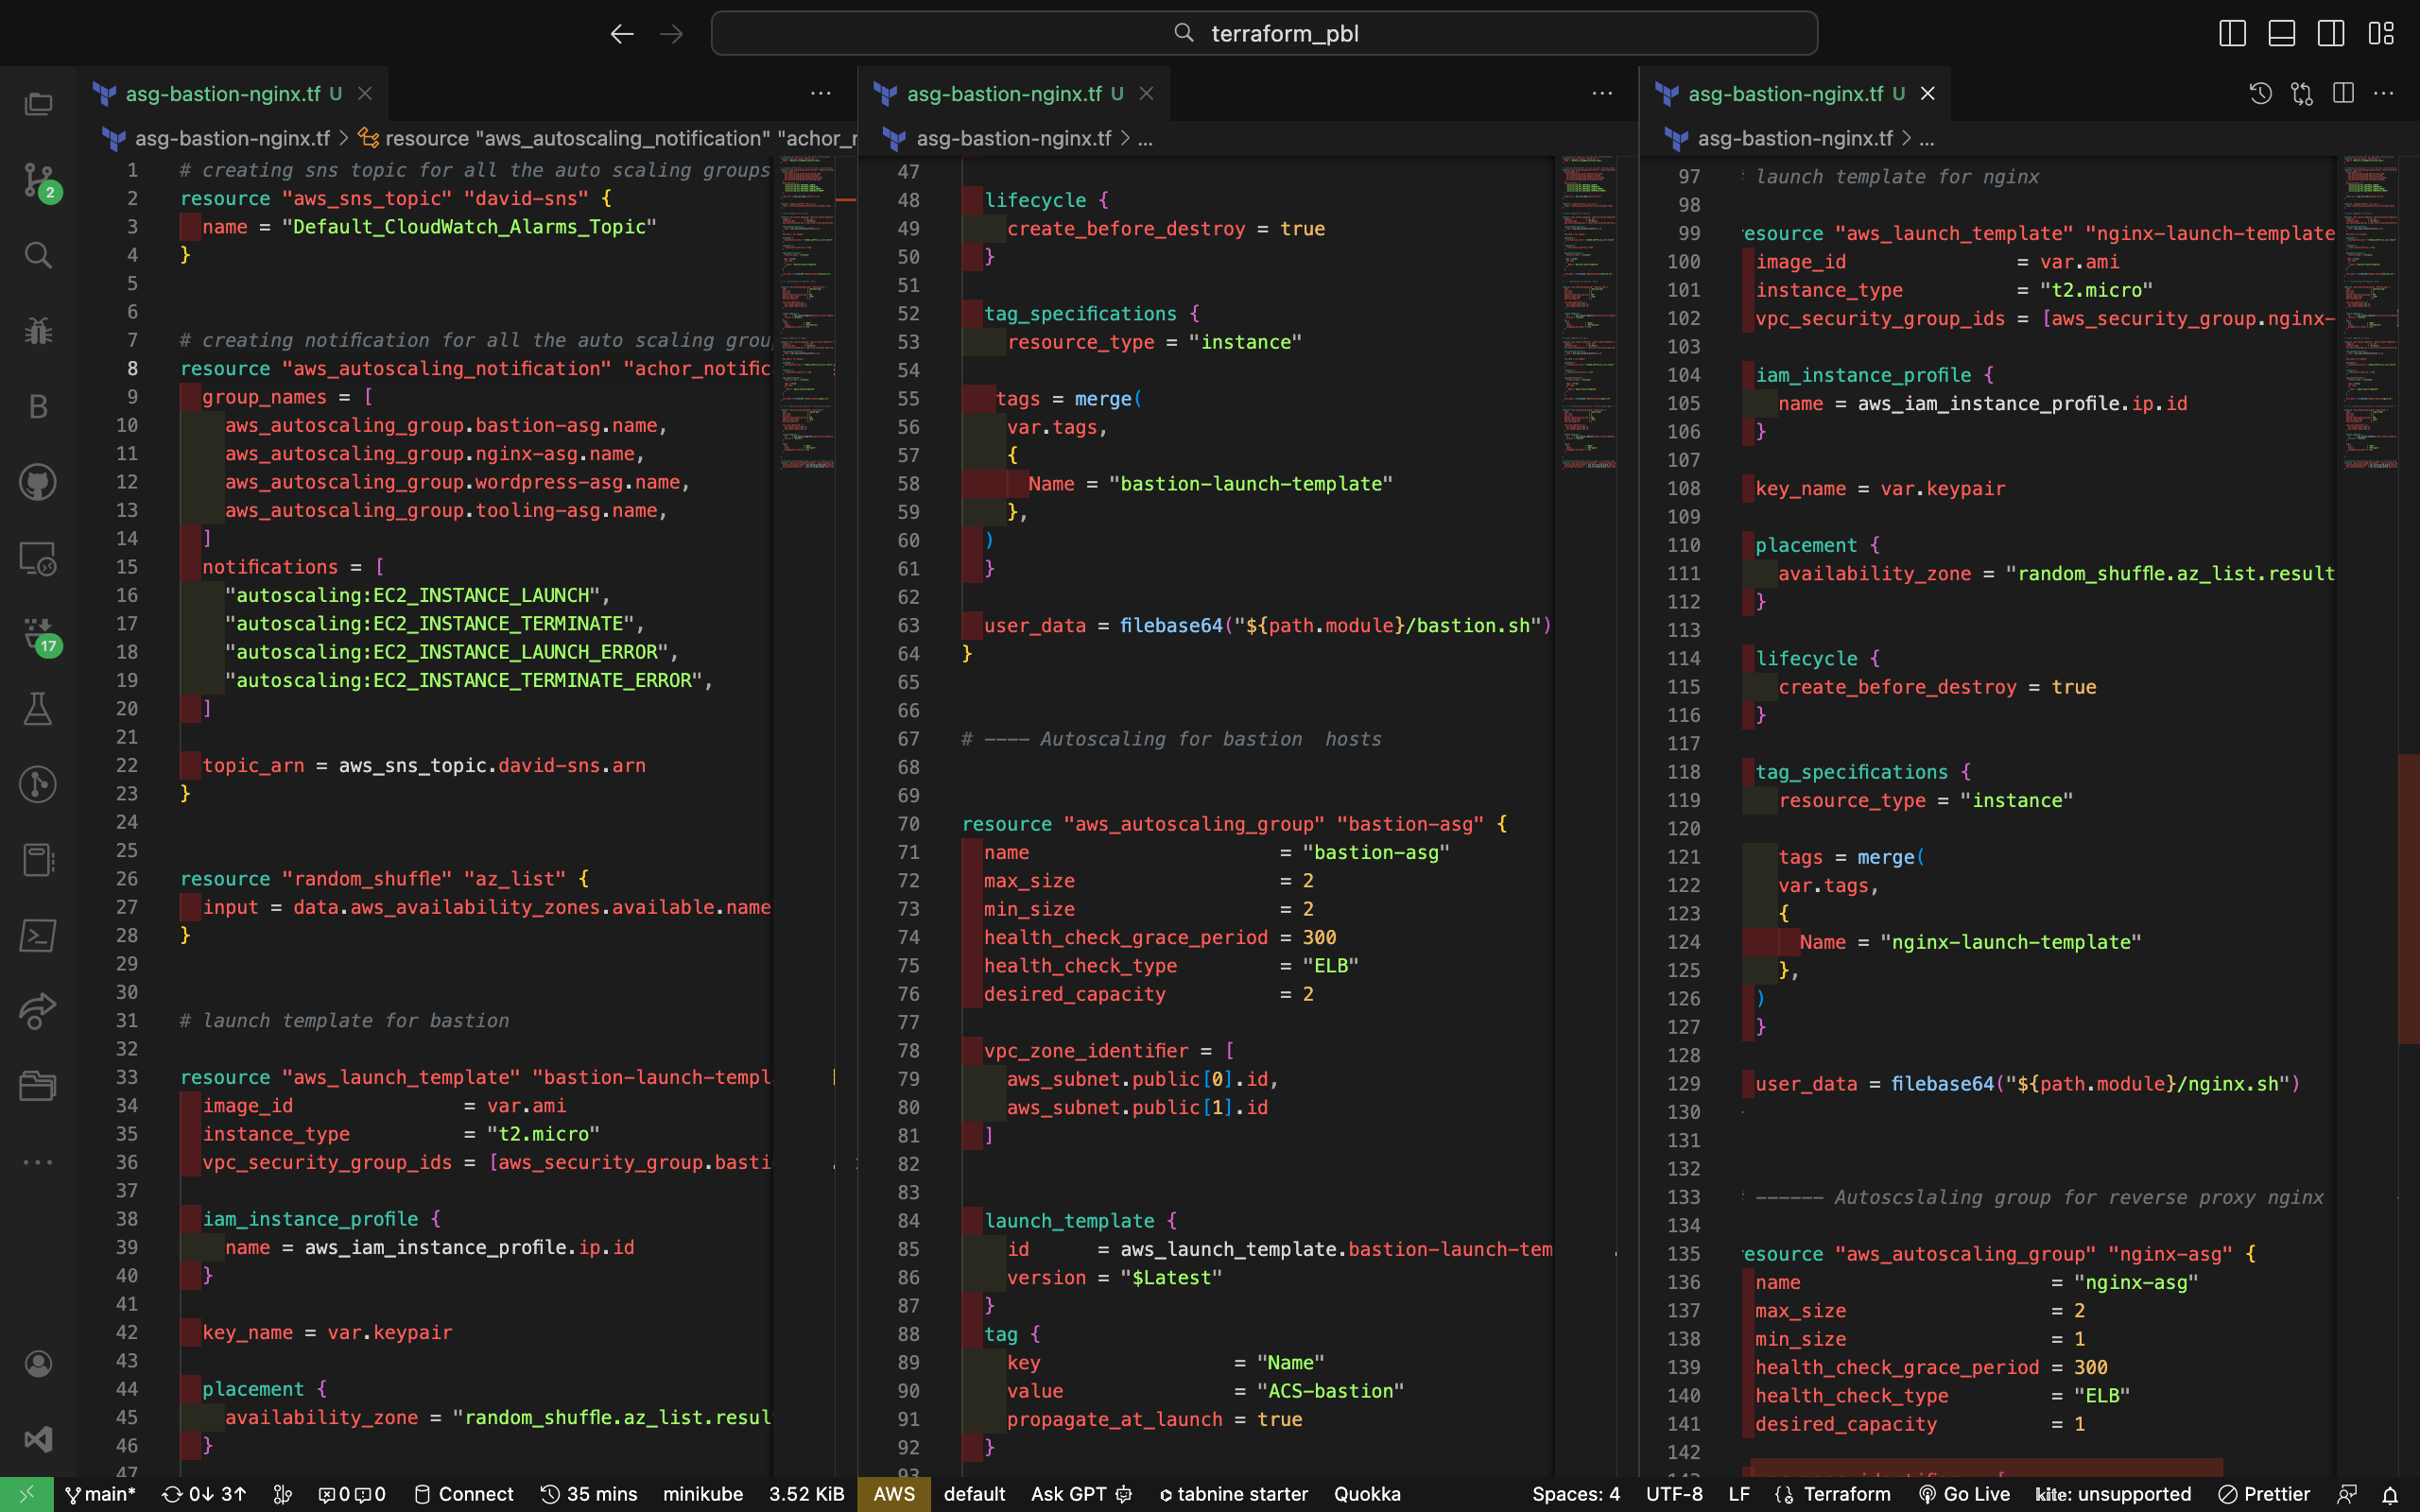 terraform_pbl
asg-bastion-nginx.tf U
asg-bastion-nginx.tf > resource "aws_autoscaling_notification" "achor_
1 # creating sns topic for all the auto scaling groups
2 resource "aws_sns_topic" "david-sns" {
3 name = "Default_CloudWatch_Alarms_Topic"
4 }
5
6
7 # creating notification for all the auto scaling grou
8 resource "aws_autoscaling_notification" "achor_notific
9 group_names = [
10 aws_autoscaling_group.bastion-asg.name,
11 aws_autoscaling_group.nginx-asg.name,
12 aws_autoscaling_group.wordpress-asg.name,
13 aws_autoscaling_group.tooling-asg.name,
14 ]
15 notifications = [
16 "autoscaling:EC2_INSTANCE_LAUNCH",
17 "autoscaling:EC2_INSTANCE_TERMINATE",
18 "autoscaling:EC2_INSTANCE_LAUNCH_ERROR",
19 "autoscaling:EC2_INSTANCE_TERMINATE_ERROR",
20 ]
21
22 topic_arn = aws_sns_topic.david-sns.arn
23 }
24
25
26 resource "random_shuffle" "az_list" {
27 input = data.aws_availability_zones.available.name
28 }
29
30
31 # launch template for bastion
32
33 resource "aws_launch_template" "bastion-launch-templ
34 image_id = var.ami
35 instance_type = "t2.micro"
36 vpc_security_group_ids = [aws_security_group.basti
37
38 iam_instance_profile {
39 name = aws_iam_instance_profile.ip.id
40 }
41
42 key_name = var.keypair
43
44 placement {
45 availability_zone = "random_shuffle.az_list.resul
46 }
47
asg-bastion-nginx.tf U
asg-bastion-nginx.tf > ...
47
48 lifecycle {
49 create_before_destroy = true
50 }
51
52 tag_specifications {
53 resource_type = "instance"
54
55 tags = merge(
56 var.tags,
57 {
58 Name = "bastion-launch-template"
59 },
60 )
61 }
62
63 user_data = filebase64("${path.module}/bastion.sh")
64 }
65
66
67 # ---- Autoscaling for bastion  hosts
68
69
70 resource "aws_autoscaling_group" "bastion-asg" {
71 name = "bastion-asg"
72 max_size = 2
73 min_size = 2
74 health_check_grace_period = 300
75 health_check_type = "ELB"
76 desired_capacity = 2
77
78 vpc_zone_identifier = [
79 aws_subnet.public[0].id,
80 aws_subnet.public[1].id
81 ]
82
83
84 launch_template {
85 id = aws_launch_template.bastion-launch-tem
86 version = "$Latest"
87 }
88 tag {
89 key = "Name"
90 value = "ACS-bastion"
91 propagate_at_launch = true
92 }
93
asg-bastion-nginx.tf U
asg-bastion-nginx.tf > ...
97 launch template for nginx
98
99 esource "aws_launch_template" "nginx-launch-template
100 image_id = var.ami
101 instance_type = "t2.micro"
102 vpc_security_group_ids = [aws_security_group.nginx-
103
104 iam_instance_profile {
105 name = aws_iam_instance_profile.ip.id
106 }
107
108 key_name = var.keypair
109
110 placement {
111 availability_zone = "random_shuffle.az_list.result
112 }
113
114 lifecycle {
115 create_before_destroy = true
116 }
117
118 tag_specifications {
119 resource_type = "instance"
120
121 tags = merge(
122 var.tags,
123 {
124 Name = "nginx-launch-template"
125 },
126 )
127 }
128
129 user_data = filebase64("${path.module}/nginx.sh")
130
131
132
133 ------ Autoscslaling group for reverse proxy nginx
134
135 esource "aws_autoscaling_group" "nginx-asg" {
136 name = "nginx-asg"
137 max_size = 2
138 min_size = 1
139 health_check_grace_period = 300
140 health_check_type = "ELB"
141 desired_capacity = 1
142
2
17
main* 0↓ 3↑ 0 0 Connect 35 mins minikube 3.52 KiB AWS default Ask GPT tabnine starter Quokka Spaces: 4 UTF-8 LF Terraform Go Live kite: unsupported Prettier